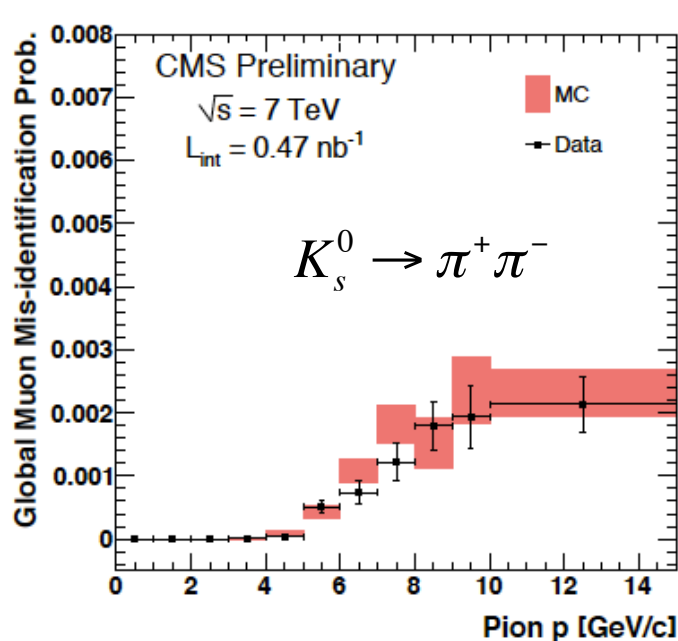 Global Muon Mis-identification Prob.
0.008
0.007
0.006
0.005
0.004
0.003
0.002
0.001
0
CMS Preliminary
√s = 7 TeV
L_int = 0.47 nb⁻¹
MC
Data
K_s^0 → π⁺π⁻
0 2 4 6 8 10 12 14
Pion p [GeV/c]